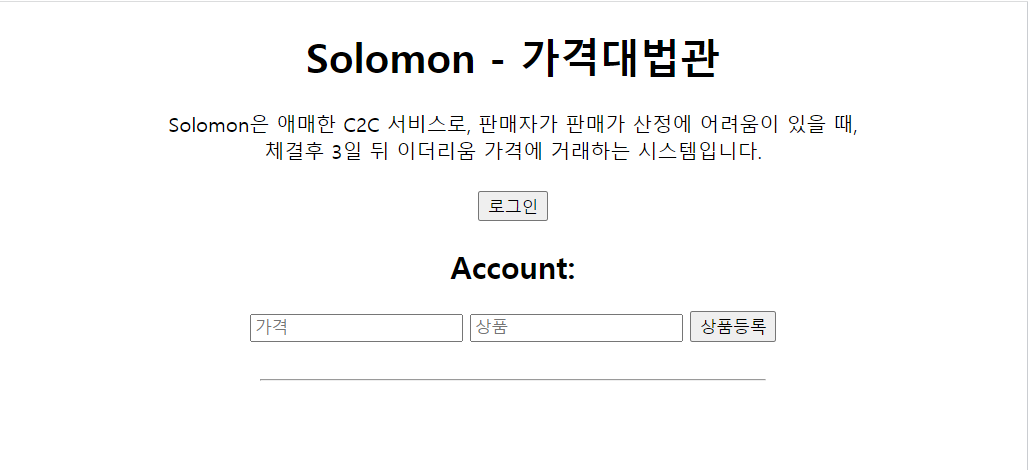 Solomon - 가격대법관
Solomon은 애매한 C2C 서비스로, 판매자가 판매가 산정에 어려움이 있을 때,
체결후 3일 뒤 이더리움 가격에 거래하는 시스템입니다.
로그인
Account:
가격 상품 상품등록